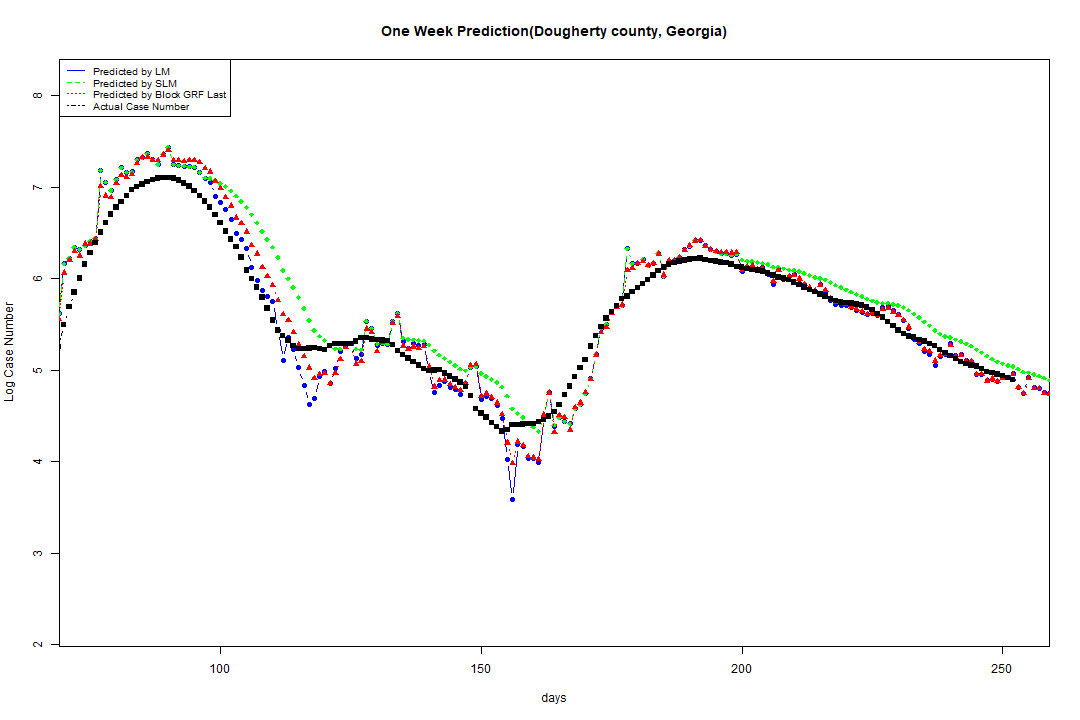 One Week Prediction(Dougherty county, Georgia)
Predicted by LM
Predicted by SLM
Predicted by Block GRF Last
Actual Case Number
8
7
6
5
4
3
2
Log Case Number
100 150 200 250
days